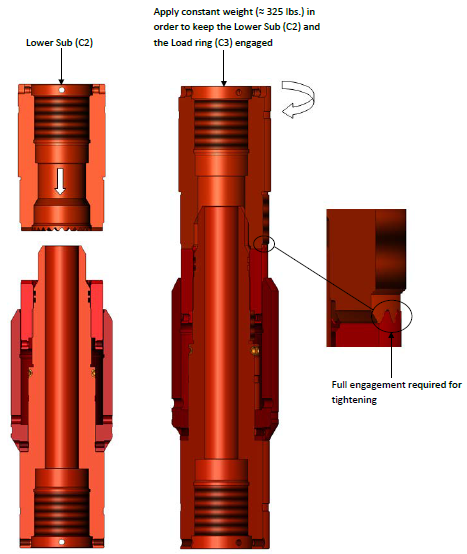 Apply constant weight (≈ 325 lbs.) in
order to keep the Lower Sub (C2) and
the Load ring (C3) engaged
Lower Sub (C2)
Full engagement required for
tightening